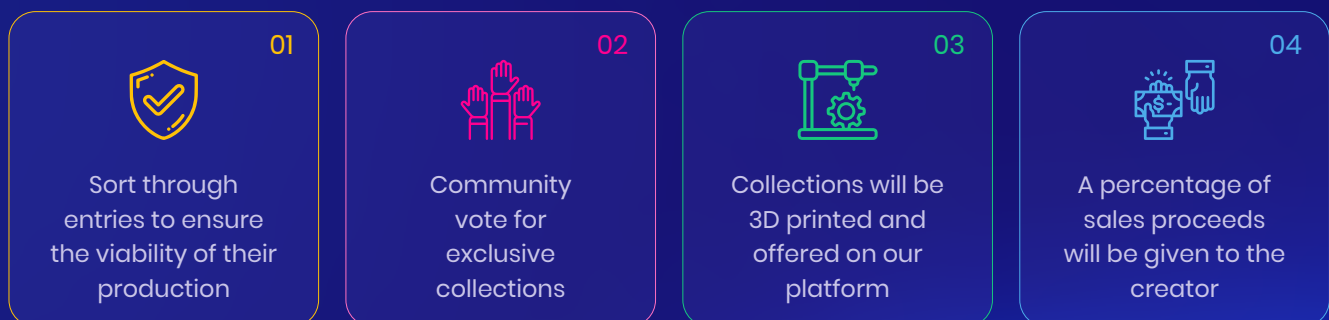 01
Sort through
entries to ensure
the viability of their
production
02
Community
vote for
exclusive
collections
03
Collections will be
3D printed and
offered on our
platform
04
$
A percentage of
sales proceeds
will be given to the
creator